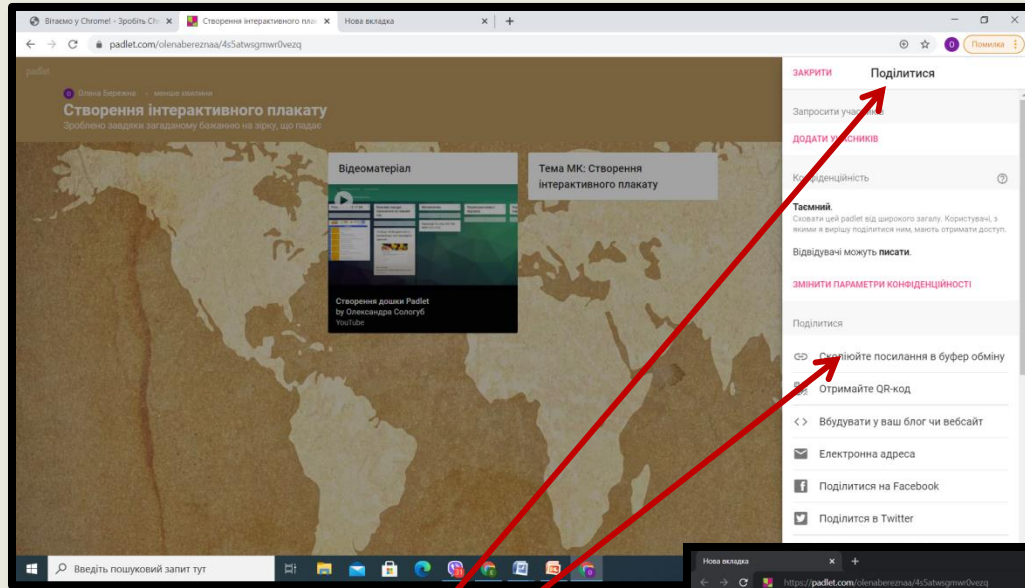 Вітаємо у Chrome! - Зробіть Chr
Створення інтерактивного плак
Нова вкладка
padlet.com/olenabereznaa/4s5atwsgmwr0vezq
Помилка
padlet
Олена Бережна • менше хвилини
Створення інтерактивного плакату
Зроблено завдяки загаданому бажанню на зірку, що падає
Відеоматеріал
Створення дошки Padlet
by Олександра Сологуб
YouTube
Тема МК: Створення
інтерактивного плакату
ЗАКРИТИ
Поділитися
Запросити учасників
ДОДАТИ УЧАСНИКІВ
Конфіденційність
Таємний.
Сховати цей padlet від широкого загалу. Користувачі, з
якими я вирішу поділитися ним, мають отримати доступ.
Відвідувачі можуть писати.
ЗМІНИТИ ПАРАМЕТРИ КОНФІДЕНЦІЙНОСТІ
Поділитися
Скопіюйте посилання в буфер обміну
Отримайте QR-код
Вбудувати у ваш блог чи вебсайт
Електронна адреса
Поділитися на Facebook
Поділится в Twitter
Введіть пошуковий запит тут
Нова вкладка
https://padlet.com/olenabereznaa/4s5atwsgmwr0vezq